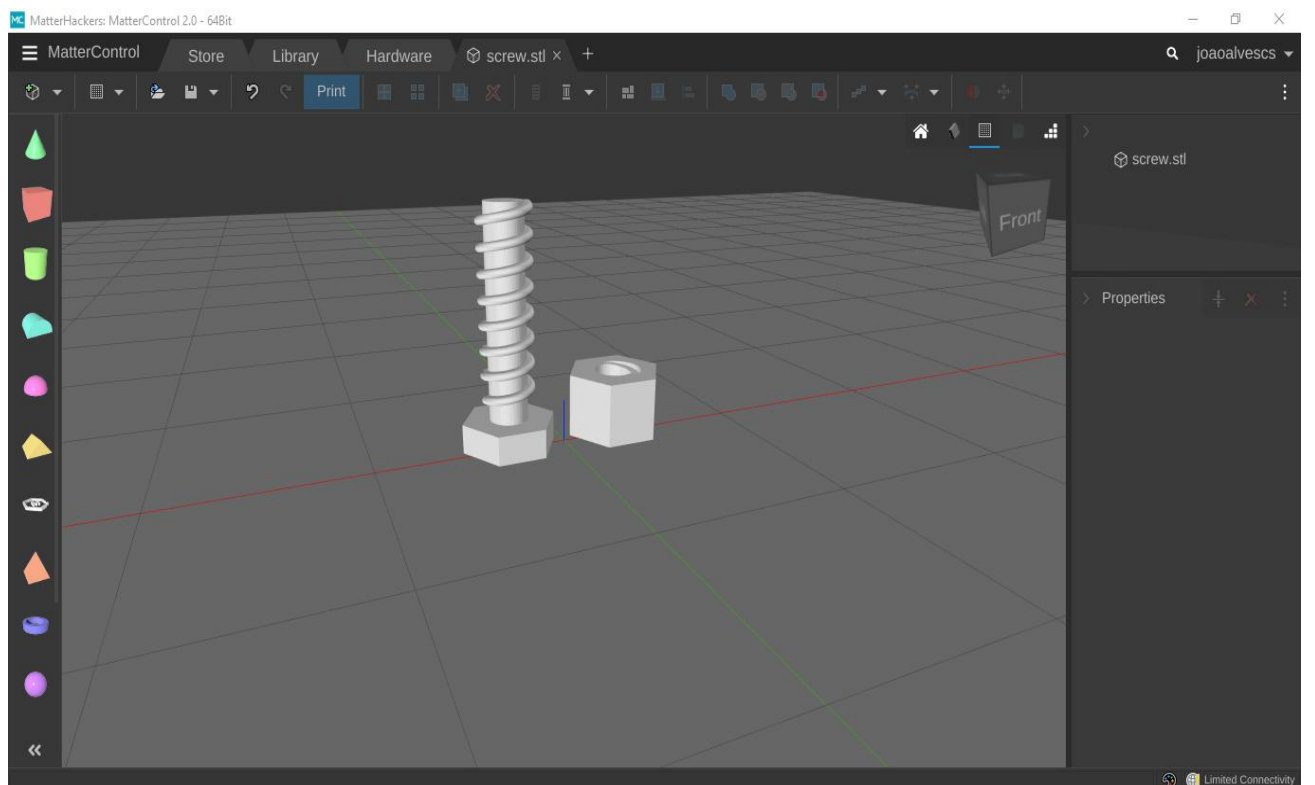 MC MatterHackers: MatterControl 2.0 - 64Bit
MatterControl Store Library Hardware screw.stl × + joaoalvescs
Print
screw.stl
Front
Properties
Limited Connectivity